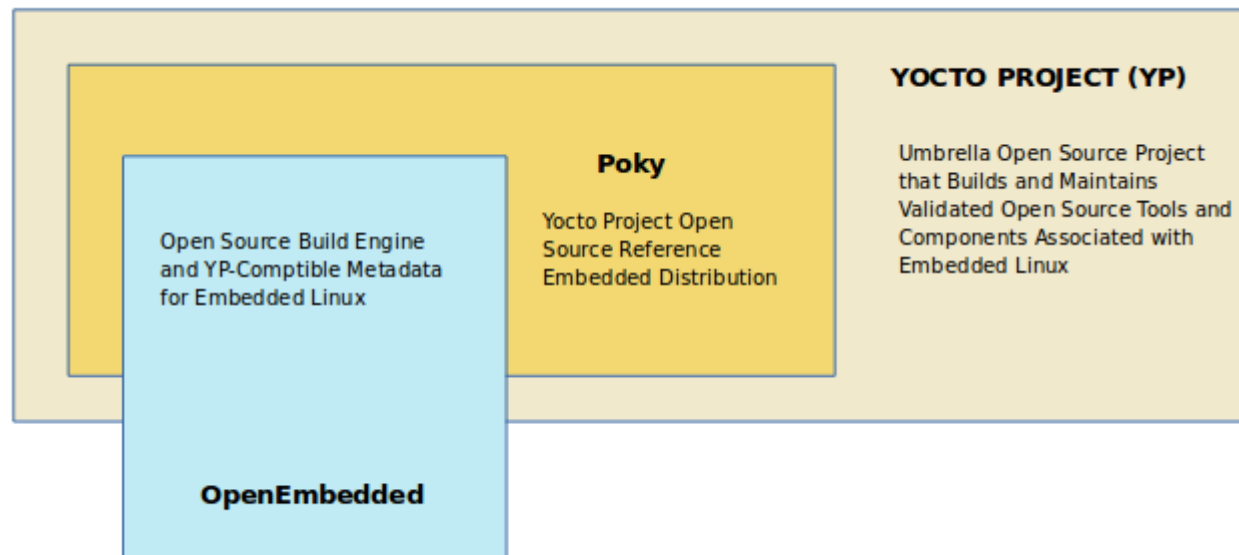 YOCTO PROJECT (YP)
Umbrella Open Source Project
that Builds and Maintains
Validated Open Source Tools and
Components Associated with
Embedded Linux
Poky
Yocto Project Open
Source Reference
Embedded Distribution
Open Source Build Engine
and YP-Comptible Metadata
for Embedded Linux
OpenEmbedded